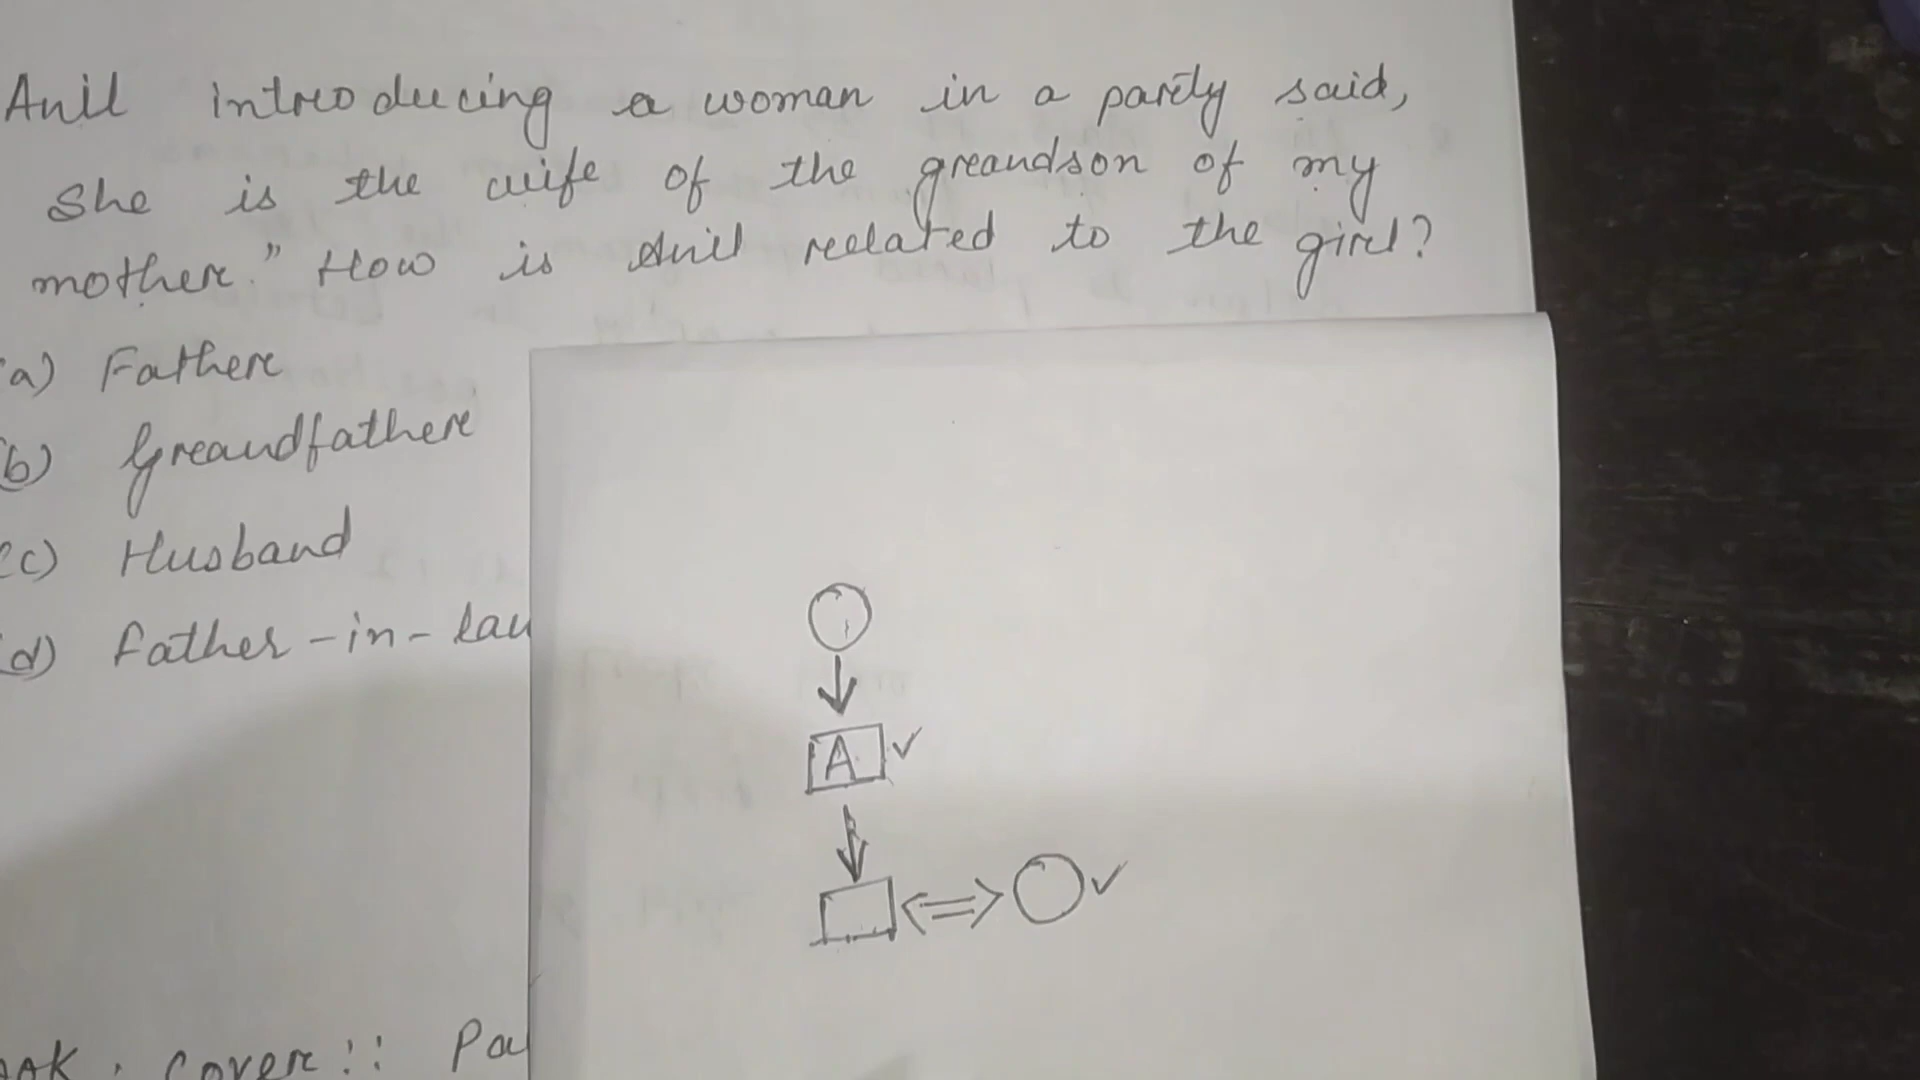 Anil introducing a woman in a party said,
She is the wife of the grandson of my
mother." How is Anil related to the girl?
a) Father
b) Grandfather
c) Husband
d) Father-in-law
A
cover::